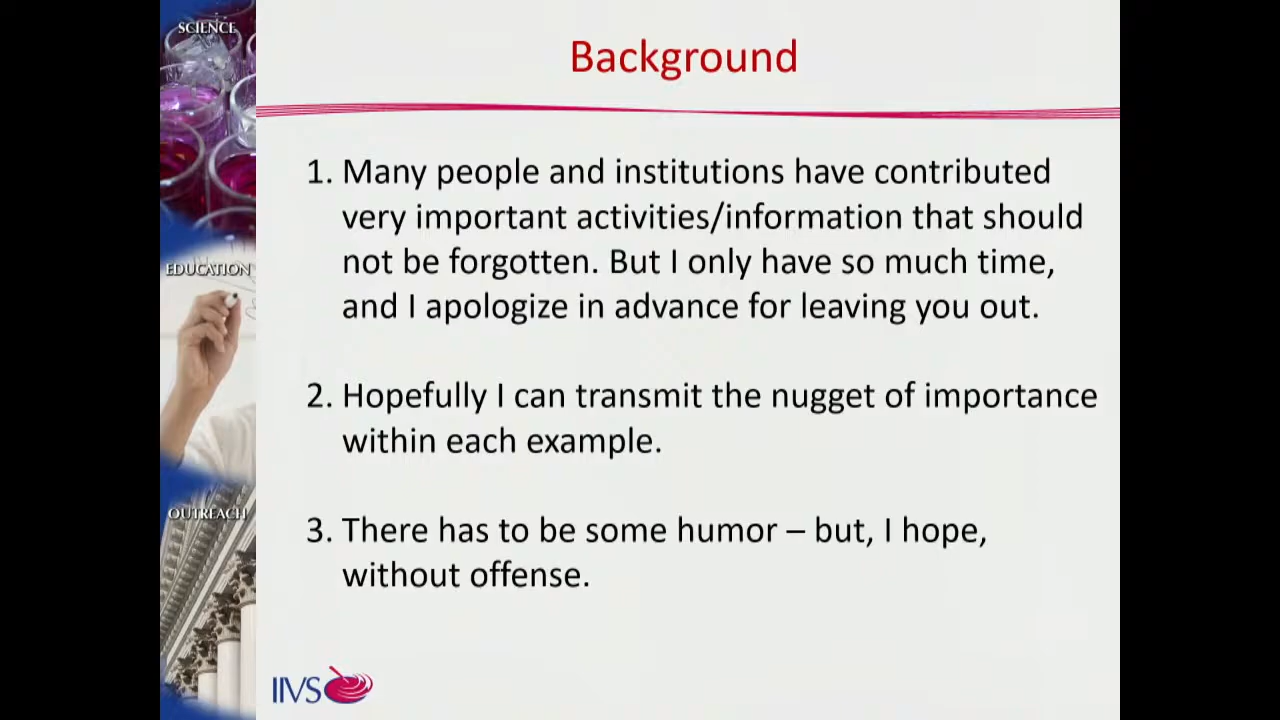 SCIENCE
Background
1. Many people and institutions have contributed
very important activities/information that should
not be forgotten. But I only have so much time,
and I apologize in advance for leaving you out.
EDUCATION
2. Hopefully I can transmit the nugget of importance
within each example.
OUTREACH
3. There has to be some humor – but, I hope,
without offense.
IIVS